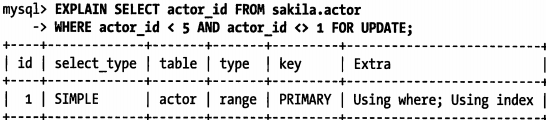 mysql> EXPLAIN SELECT actor_id FROM sakila.actor
-> WHERE actor_id < 5 AND actor_id <> 1 FOR UPDATE;
+----+-------------+-------+-------+---------+--------------------------+
| id | select_type | table | type | key | Extra |
+----+-------------+-------+-------+---------+--------------------------+
| 1 | SIMPLE | actor | range | PRIMARY | Using where; Using index |
+----+-------------+-------+-------+---------+--------------------------+